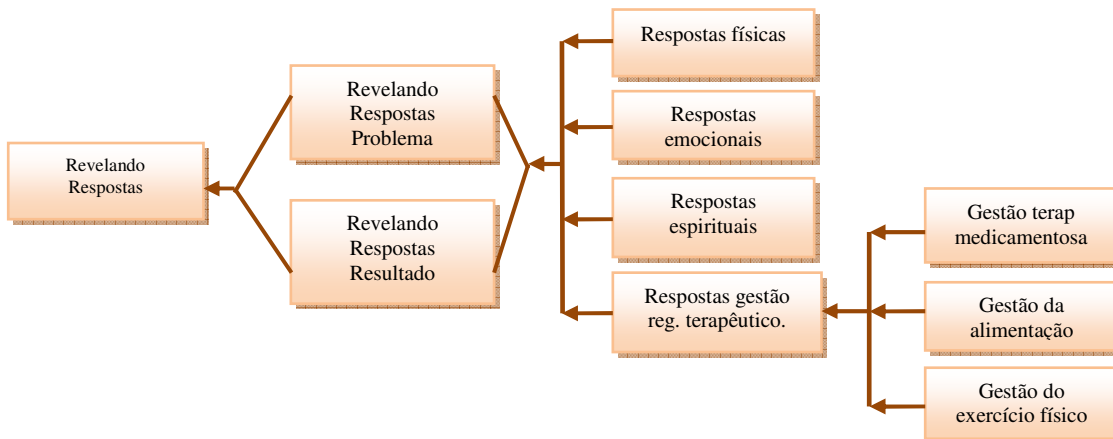 Revelando
Respostas
Revelando
Respostas
Problema
Revelando
Respostas
Resultado
Respostas físicas
Respostas
emocionais
Respostas
espirituais
Respostas gestão
reg. terapêutico.
Gestão terap
medicamentosa
Gestão da
alimentação
Gestão do
exercício físico